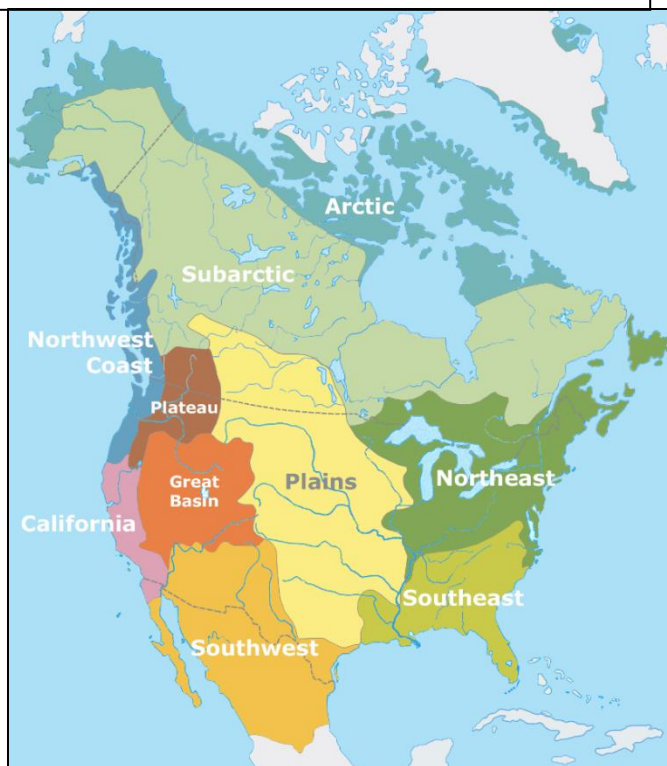 Arctic
Subarctic
Northwest
Coast
Plateau
Great
Basin
Plains
Northeast
California
Southeast
Southwest